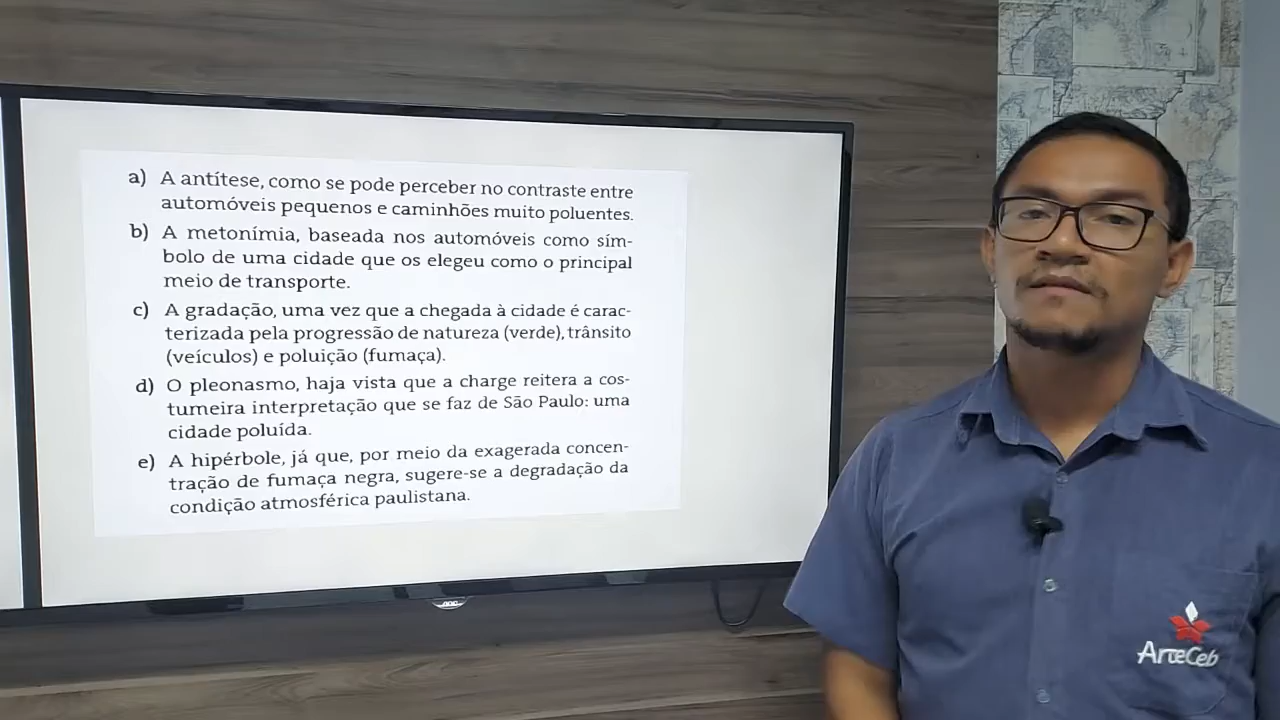 a) A antítese, como se pode perceber no contraste entre
automóveis pequenos e caminhões muito poluentes.
b) A metonímia, baseada nos automóveis como sím-
bolo de uma cidade que os elegeu como o principal
meio de transporte.
c) A gradação, uma vez que a chegada à cidade é carac-
terizada pela progressão de natureza (verde), trânsito
(veículos) e poluição (fumaça).
d) O pleonasmo, haja vista que a charge reitera a cos-
tumeira interpretação que se faz de São Paulo: uma
cidade poluída.
e) A hipérbole, já que, por meio da exagerada concen-
tração de fumaça negra, sugere-se a degradação da
condição atmosférica paulistana.
AOC
ArteCeb